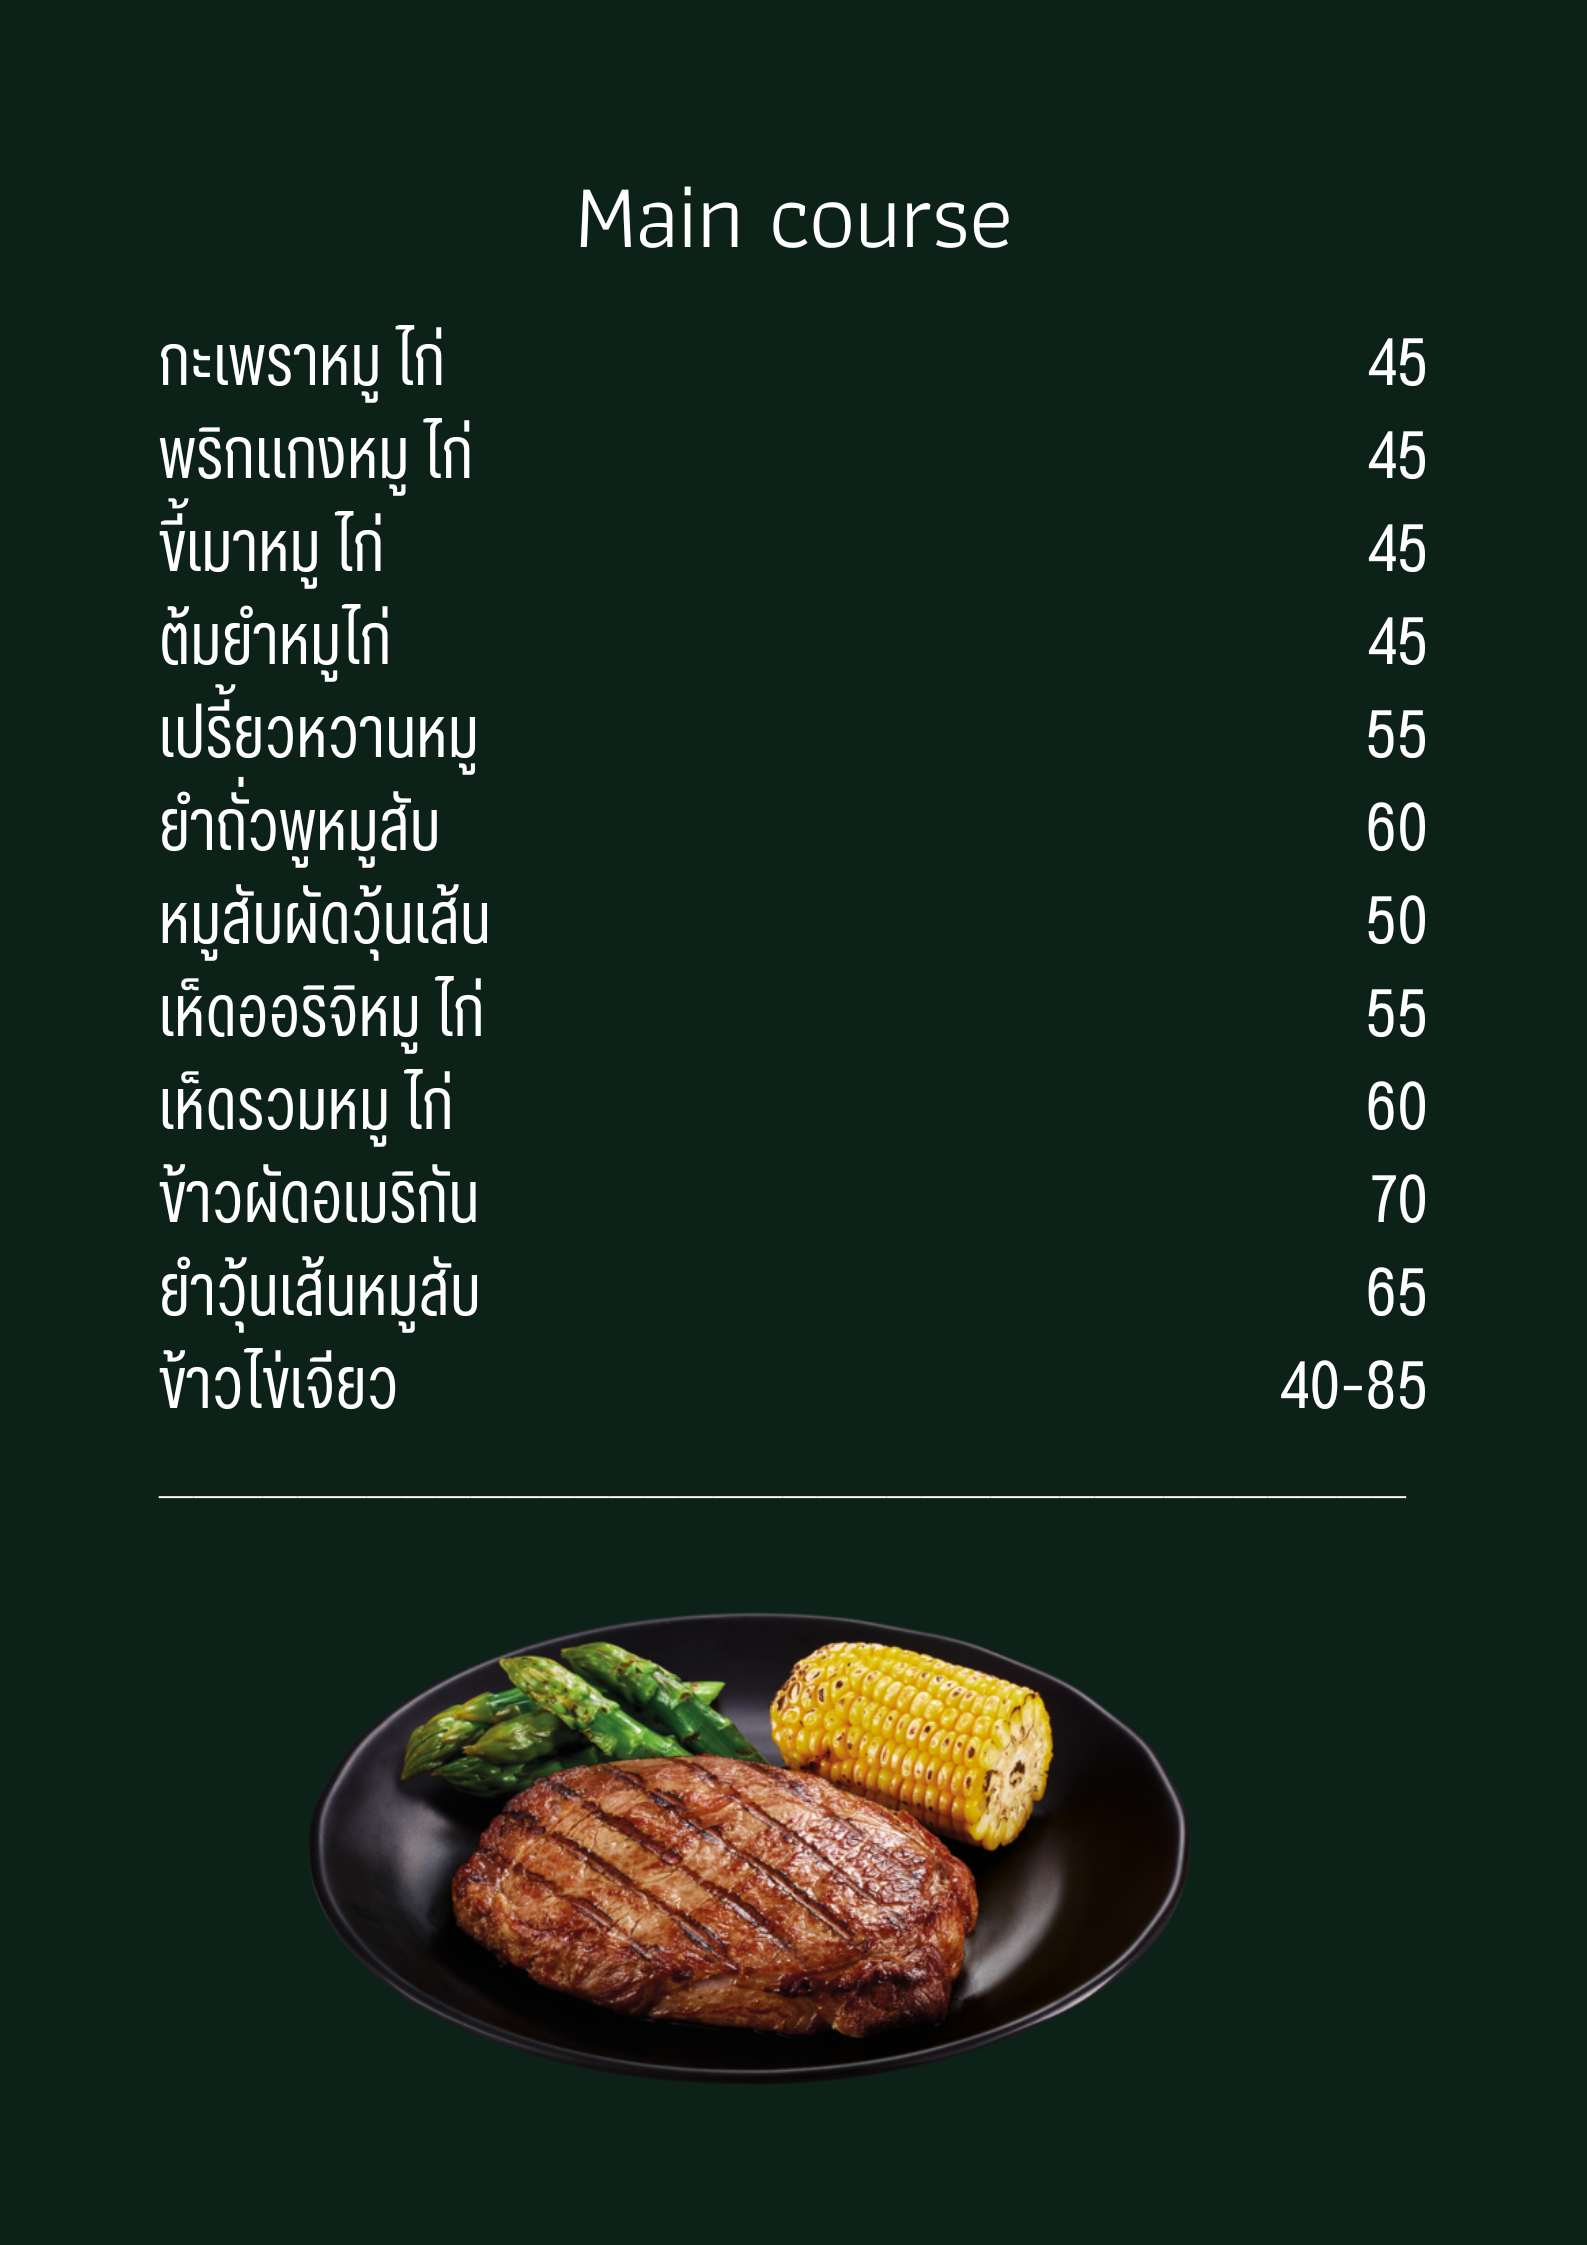 Main course
กะเพราหมู ไก่ 45
พริกแกงหมู ไก่ 45
ขี้เมาหมู ไก่ 45
ต้มยำหมูไก่ 45
เปรี้ยวหวานหมู 55
ยำถั่วพูหมูสับ 60
หมูสับผัดวุ้นเส้น 50
เห็ดออริจิหมู ไก่ 55
เห็ดรวมหมู ไก่ 60
ข้าวผัดอเมริกัน 70
ยำวุ้นเส้นหมูสับ 65
ข้าวไข่เจียว 40-85